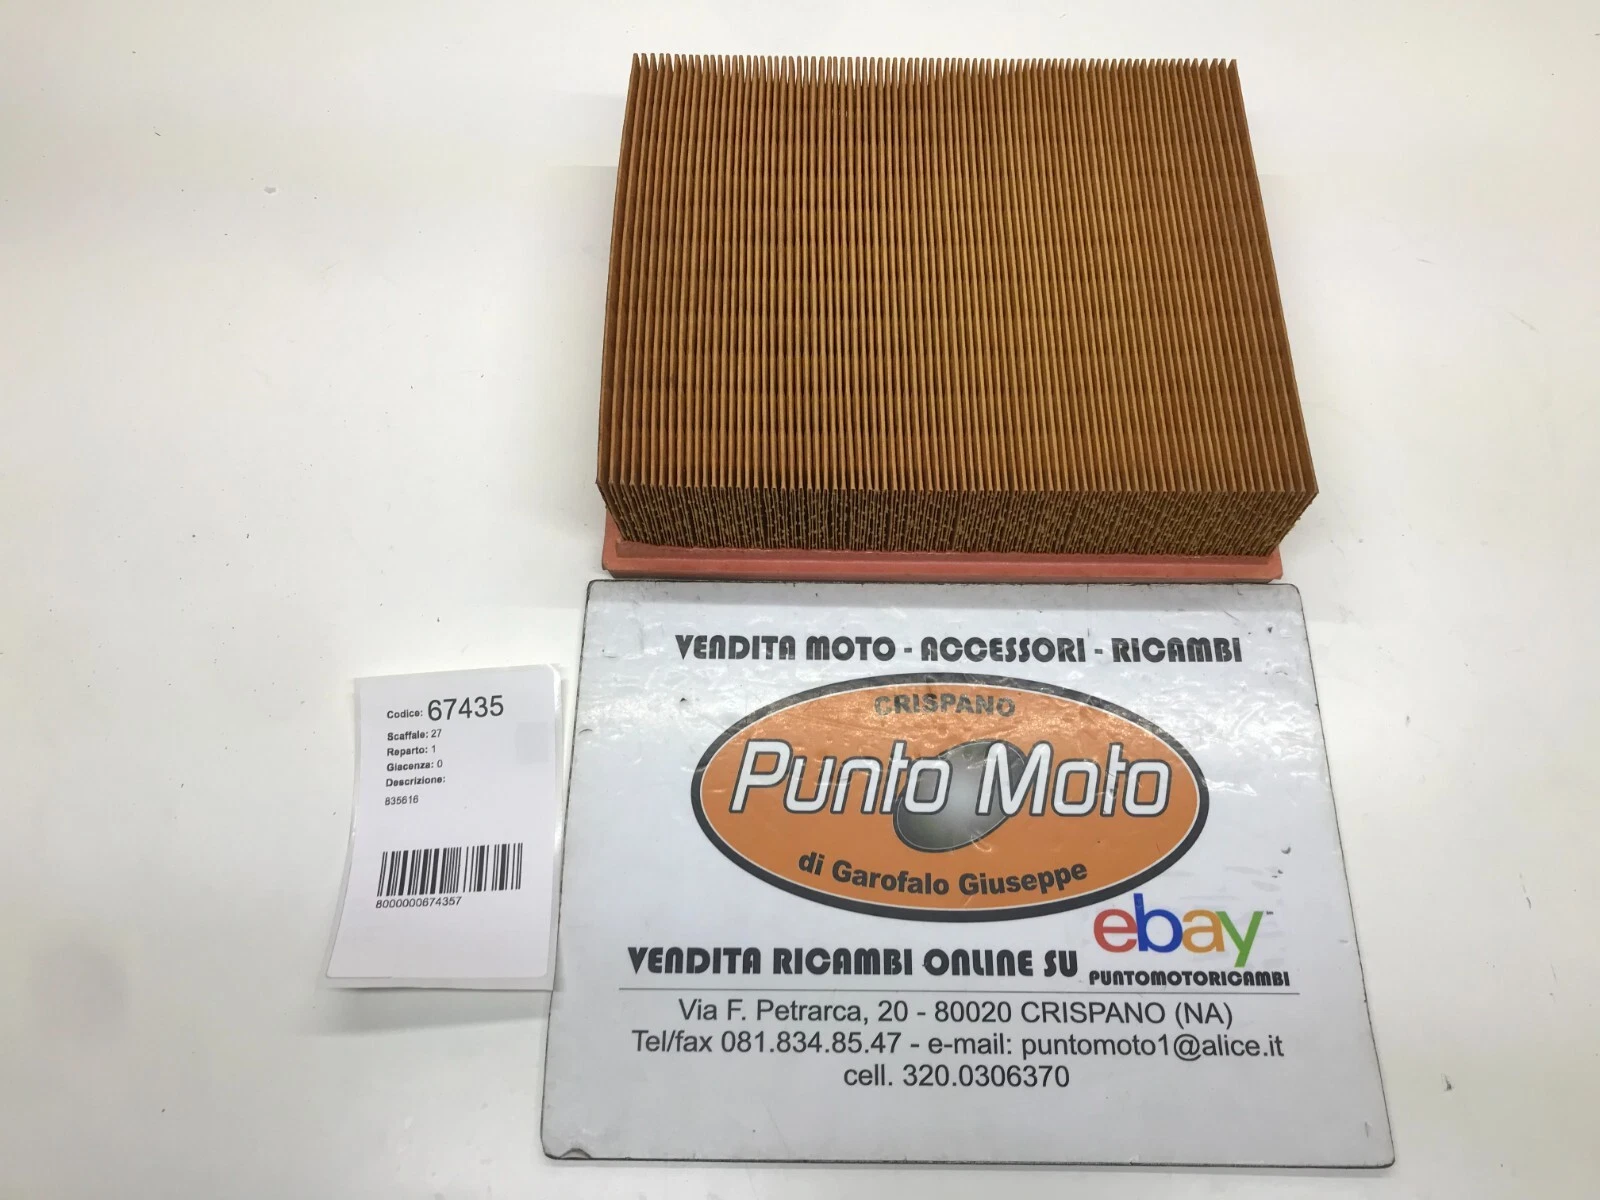 Codice: 67435
Scaffale: 27
Reparto: 1
Giacenza: 0
Descrizione:
835616
8000000674357
VENDITA MOTO - ACCESSORI - RICAMBI
CRISPANO
Punto Moto
di Garofalo Giuseppe
ebay
VENDITA RICAMBI ONLINE SU
PUNTOMOTORICAMBI
Via F. Petrarca, 20 - 80020 CRISPANO (NA)
Tel/fax 081.834.85.47 - e-mail: puntomoto1@alice.it
cell. 320.0306370